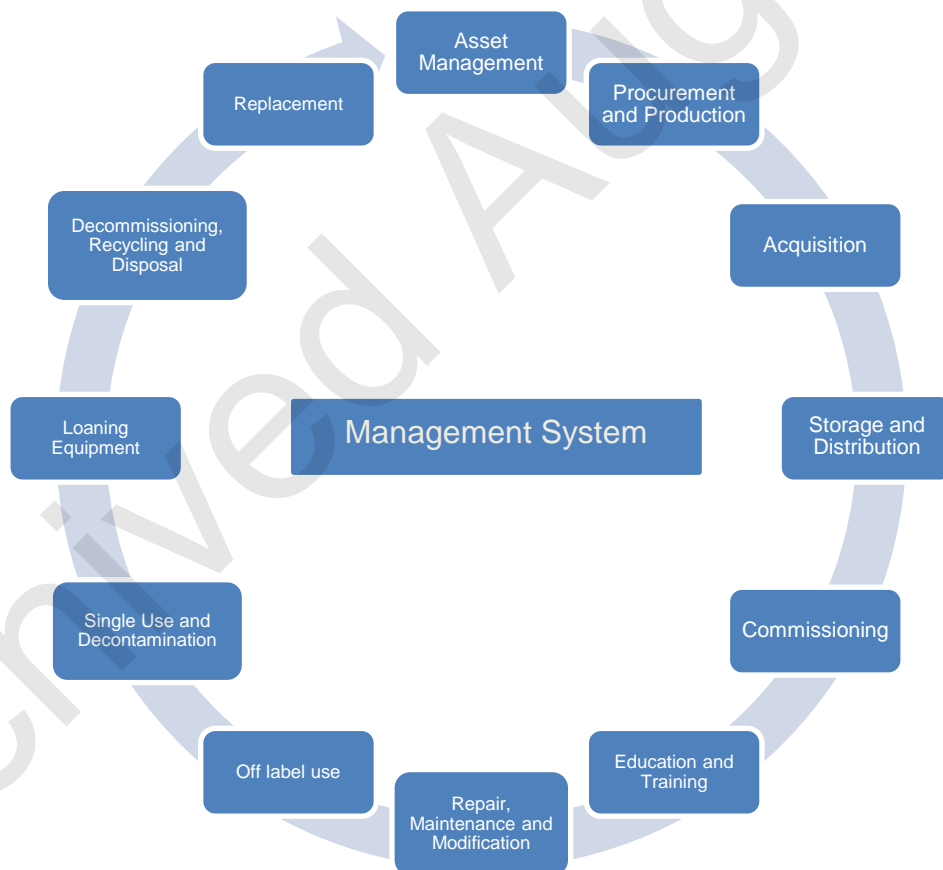 Asset
Management
Procurement
and Production
Acquisition
Storage and
Distribution
Commissioning
Education and
Training
Repair,
Maintenance and
Modification
Off label use
Single Use and
Decontamination
Loaning
Equipment
Decommissioning,
Recycling and
Disposal
Replacement
Management System